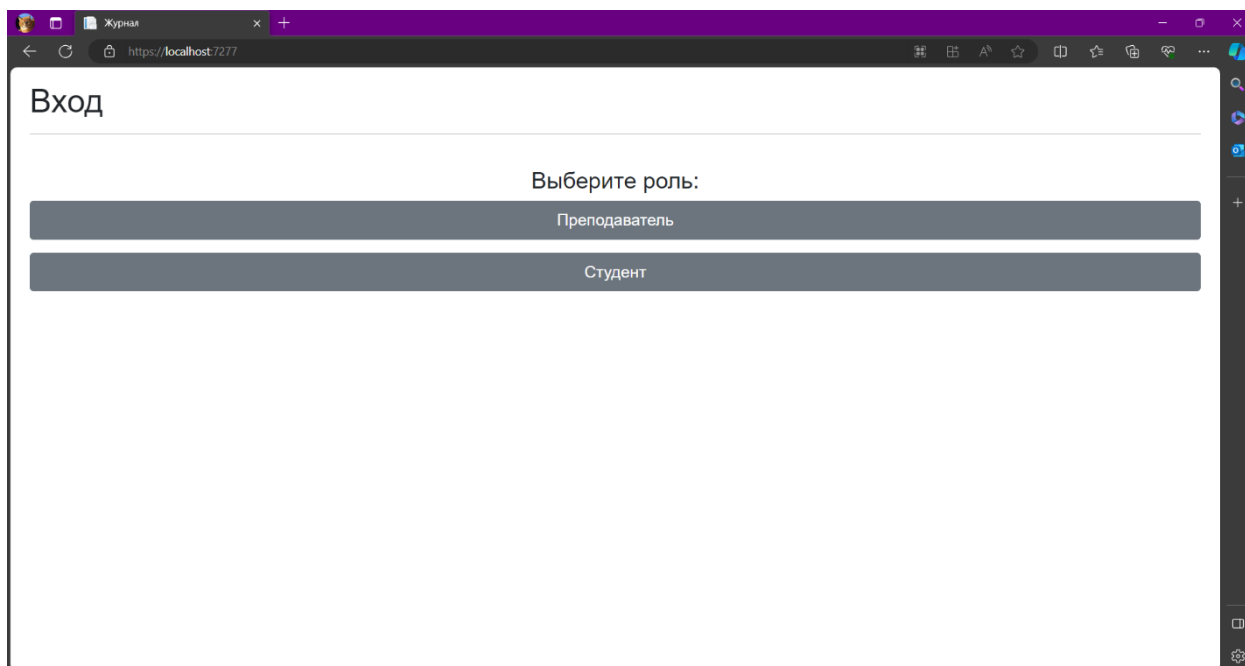 Журнал
https://localhost:7277
Вход
Выберите роль:
Преподаватель
Студент